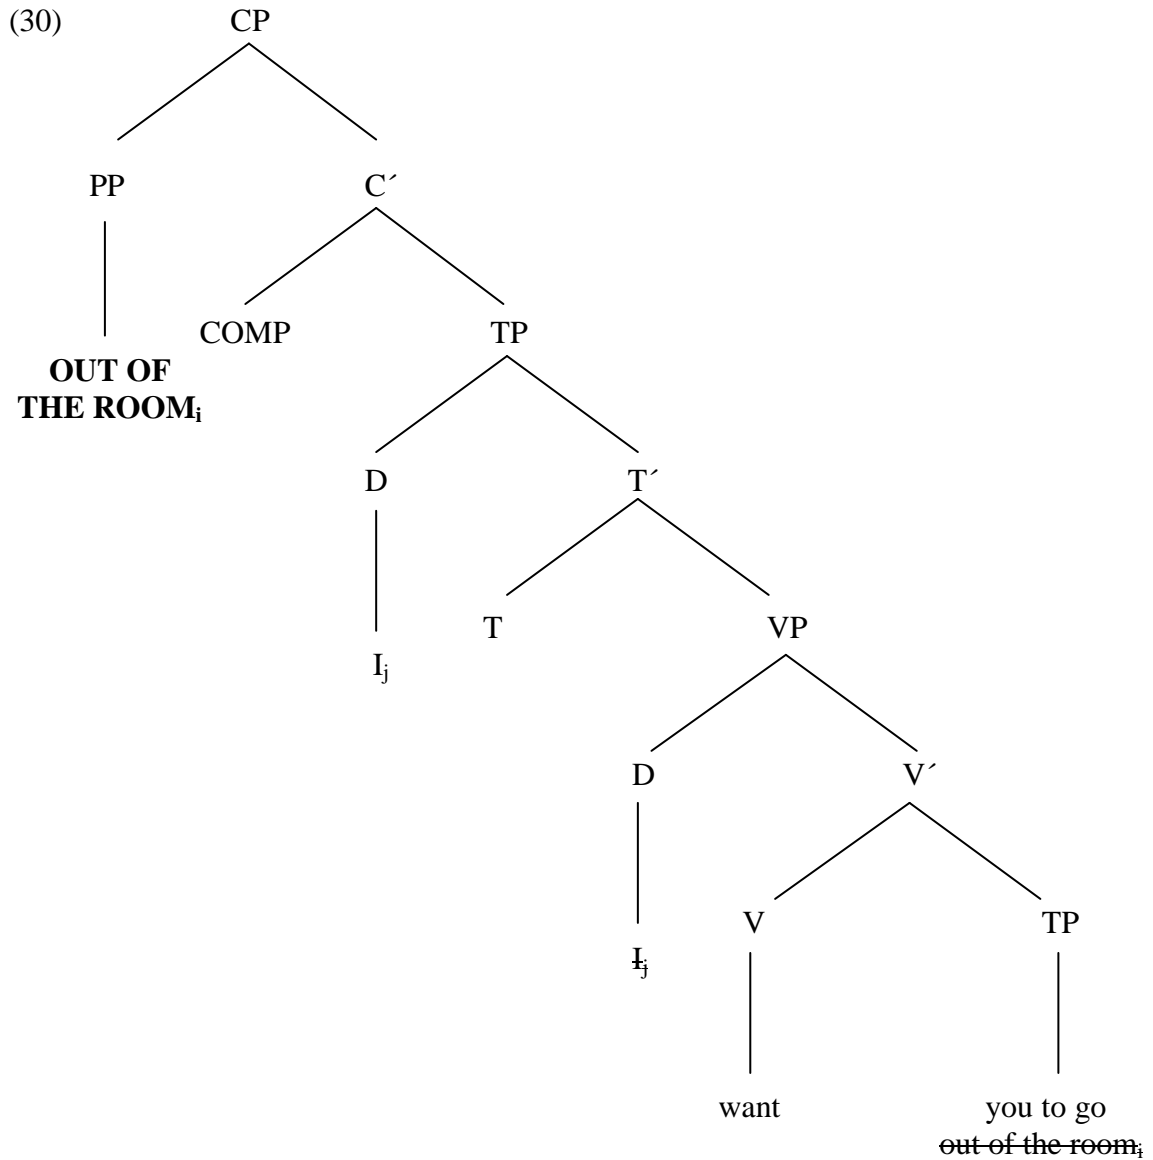 (30) CP
PP C´
COMP TP
OUT OF
THE ROOMi
D T´
T VP
Ij
D V´
V TP
Ij
want you to go
out of the roomi